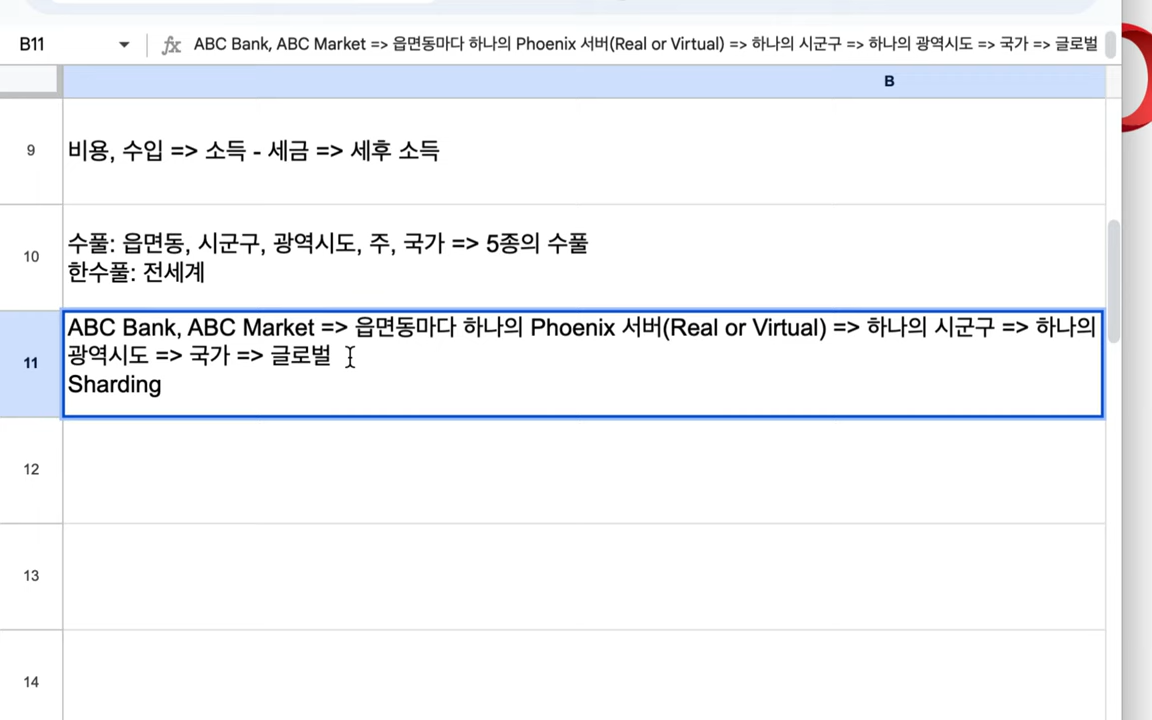 B11
fx
ABC Bank, ABC Market => 읍면동마다 하나의 Phoenix 서버(Real or Virtual) => 하나의 시군구 => 하나의 광역시도 => 국가 => 글로벌
B
9
비용, 수입 => 소득 - 세금 => 세후 소득
10
수풀: 읍면동, 시군구, 광역시도, 주, 국가 => 5종의 수풀
한수풀: 전세계
11
ABC Bank, ABC Market => 읍면동마다 하나의 Phoenix 서버(Real or Virtual) => 하나의 시군구 => 하나의
광역시도 => 국가 => 글로벌
Sharding
12
13
14